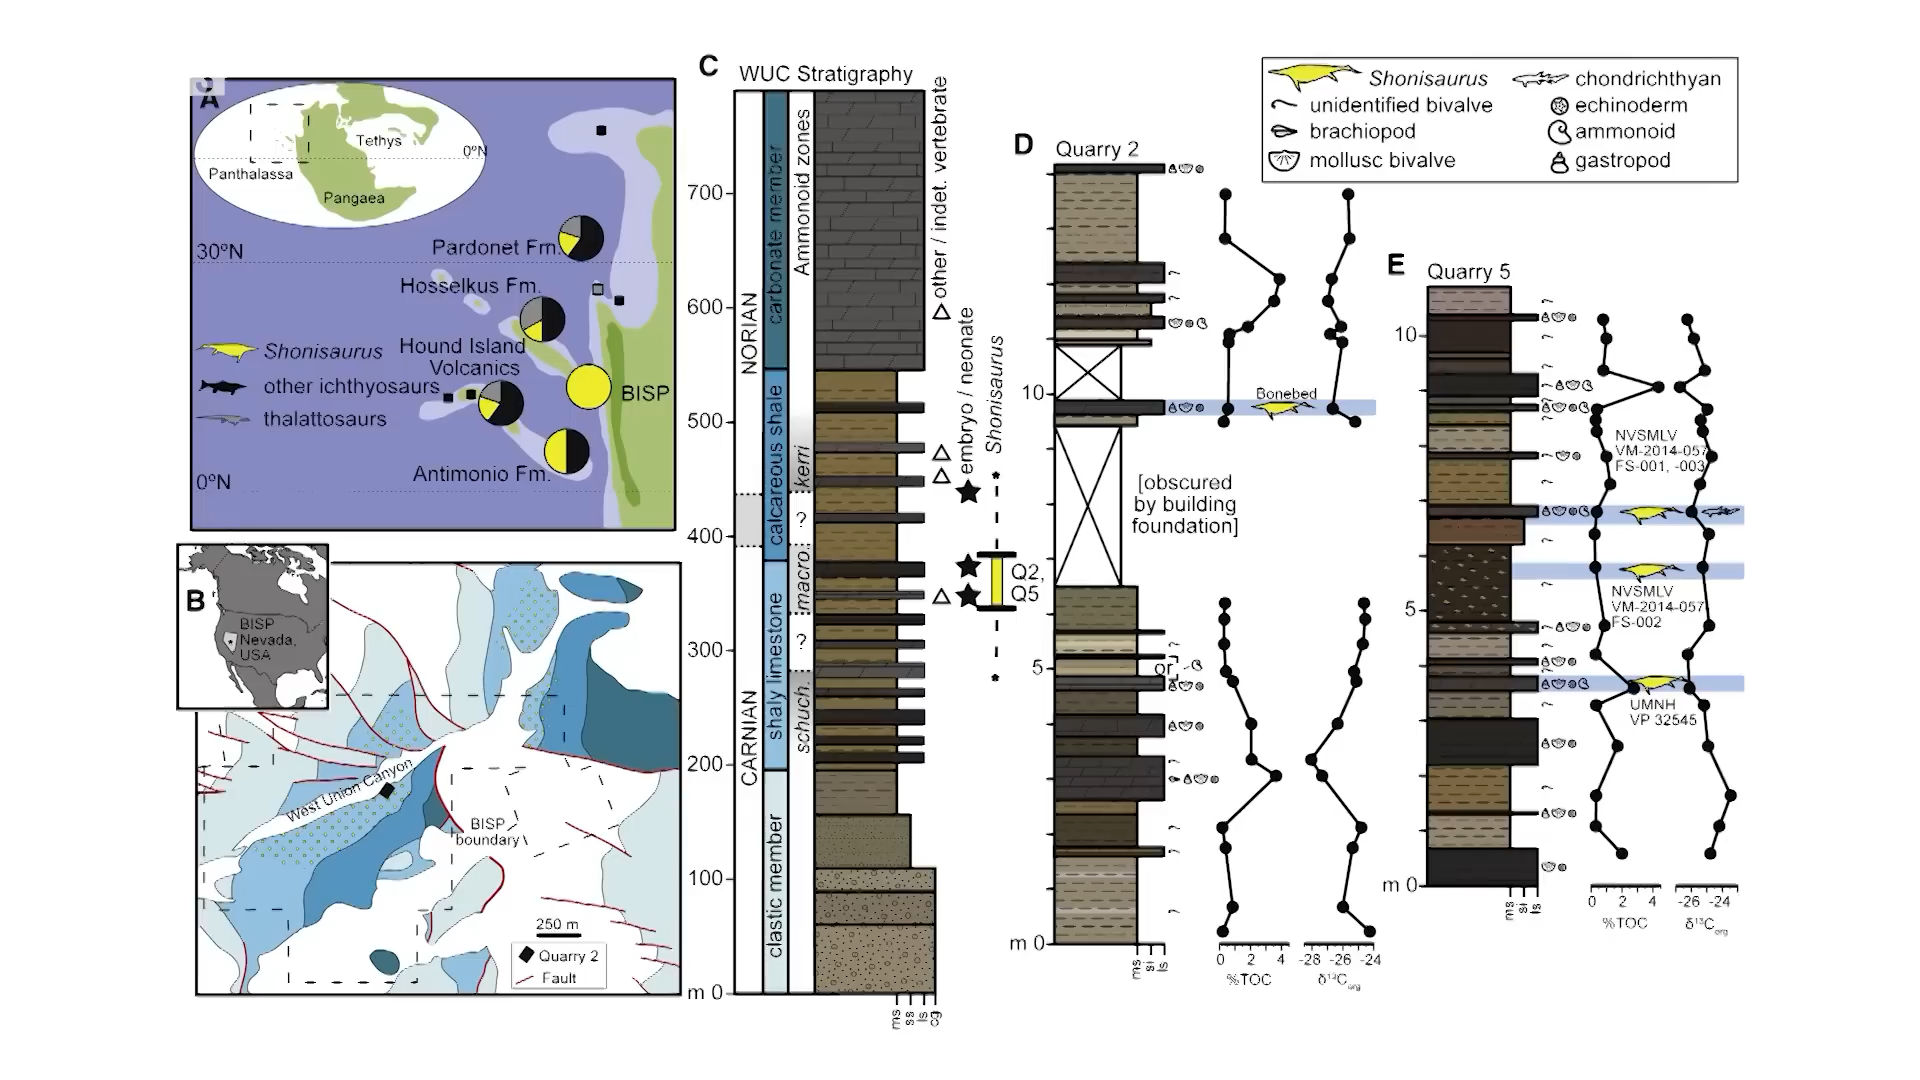 A
Tethys
0ºN
Panthalassa
Pangaea
Pardonet Fm.
30ºN
Hosselkus Fm.
Shonisaurus
Hound Island
Volcanics
other ichthyosaurs
BISP
thalattosaurs
Antimonio Fm.
0ºN
B
BISP
Nevada,
USA
West Union Canyon
BISP
boundary
250 m
Quarry 2
Fault
C
WUC Stratigraphy
700
600
500
400
300
200
100
m 0
NORIAN
CARNIAN
carbonate member
calcareous shale
shaly limestone
clastic member
Ammonoid zones
kerri
?
macro.
?
schuch.
other / indet. vertebrate
embryo / neonate
Shonisaurus
Q2,
Q5
ms
ss
ls
cg
D
Quarry 2
10
5
m 0
Bonebed
[obscured
by building
foundation]
or
ms
si
ls
0 2 4
%TOC
-28 -26 -24
δ¹³Corg
Shonisaurus
unidentified bivalve
brachiopod
mollusc bivalve
chondrichthyan
echinoderm
ammonoid
gastropod
E
Quarry 5
10
5
m 0
NVSMLV
VM-2014-057
FS-001, -003
NVSMLV
VM-2014-057
FS-002
UMNH
VP 32545
ms
si
ls
0 2 4
%TOC
-26 -24
δ¹³Corg